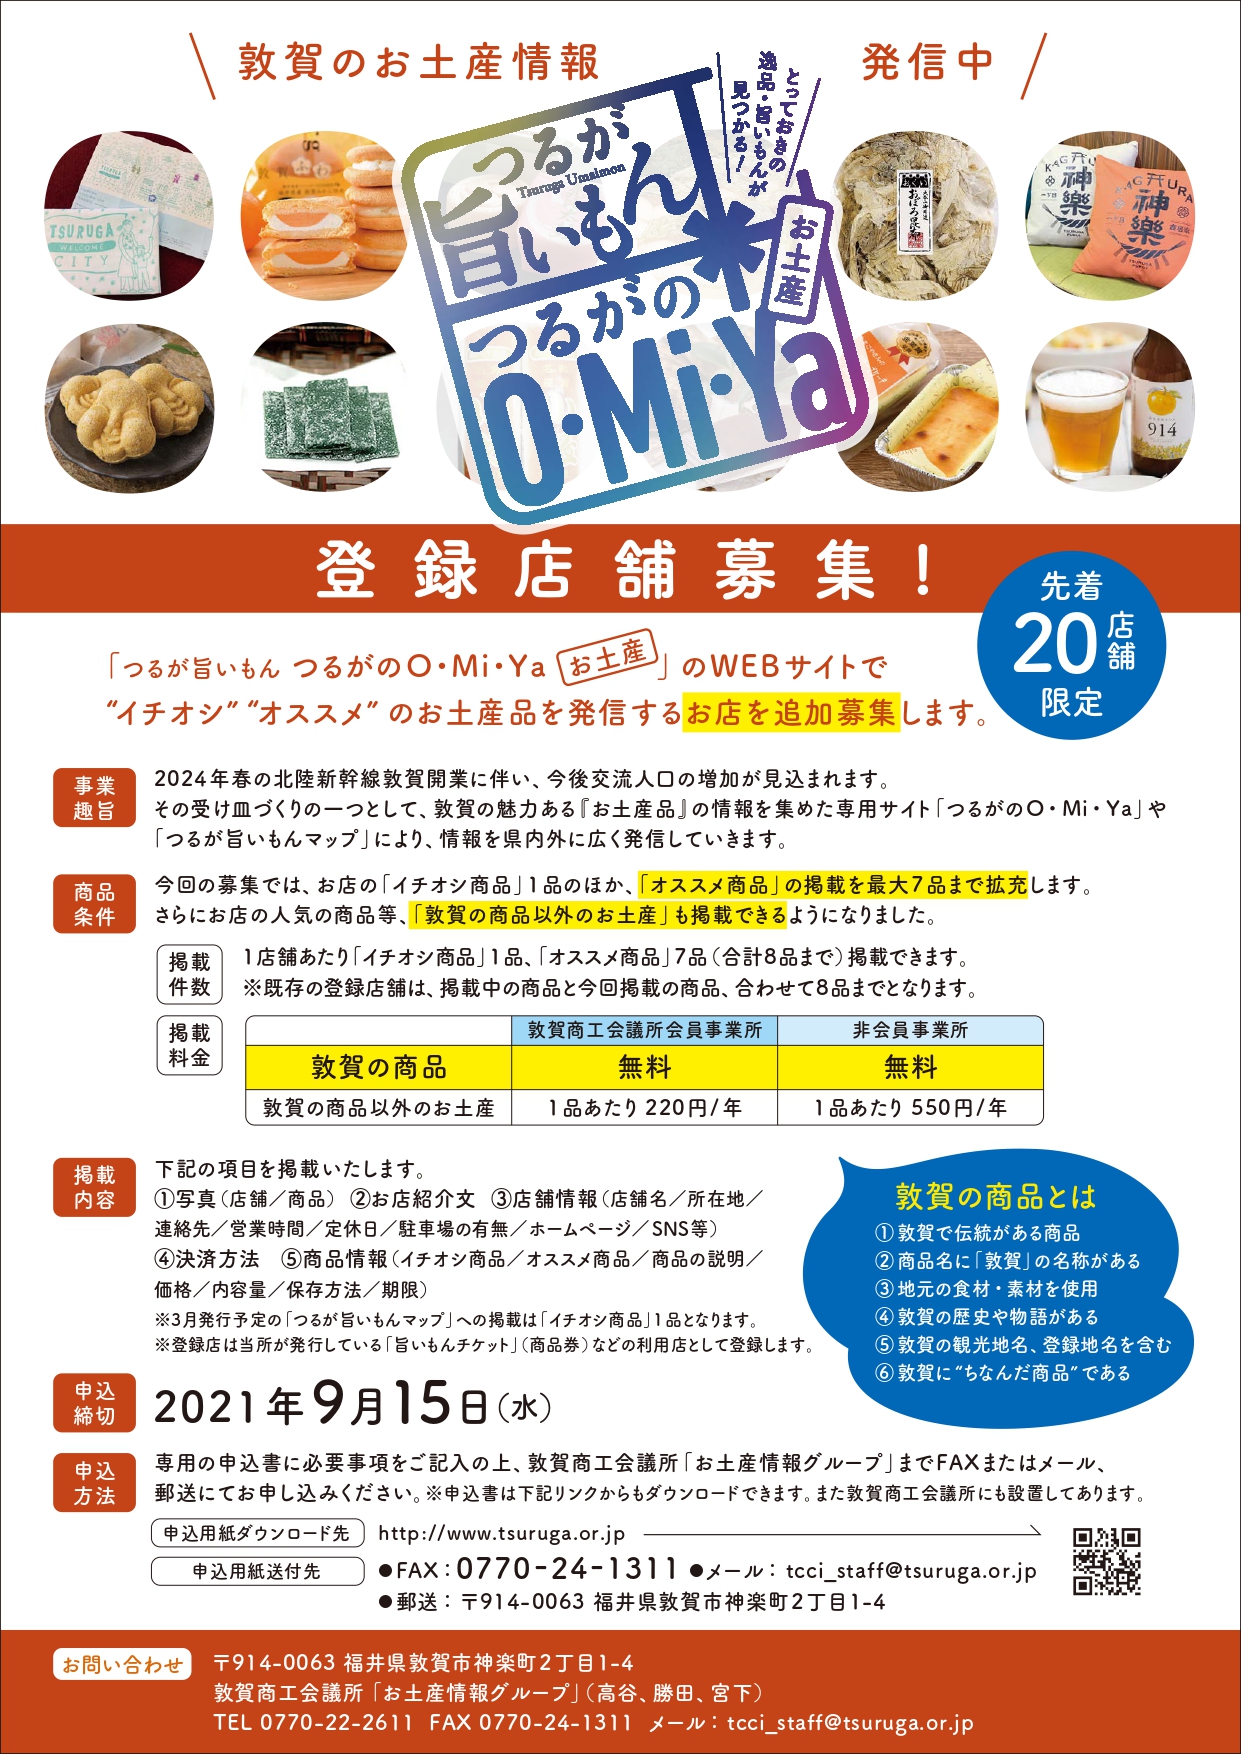 敦賀のお土産情報 発信中
とっておきの
逸品・旨いもんが
見つかる!
つるが
Tsuruga Umaimon
旨いもん
つるがの
お土産
O・Mi・Ya
TSURUGA
WELCOME
CITY
おぼろ昆布
KAGURA
神樂
KAGURA
神樂
914
登録店舗募集!
先着
20店舗
限定
「つるが旨いもん つるがのO・Mi・Ya お土産」のWEBサイトで
“イチオシ”“オススメ”のお土産品を発信するお店を追加募集します。
事業
趣旨
2024年春の北陸新幹線敦賀開業に伴い、今後交流人口の増加が見込まれます。
その受け皿づくりの一つとして、敦賀の魅力ある『お土産品』の情報を集めた専用サイト「つるがのO・Mi・Ya」や
「つるが旨いもんマップ」により、情報を県内外に広く発信していきます。
商品
条件
今回の募集では、お店の「イチオシ商品」1品のほか、「オススメ商品」の掲載を最大7品まで拡充します。
さらにお店の人気の商品等、「敦賀の商品以外のお土産」も掲載できるようになりました。
掲載
件数
1店舗あたり「イチオシ商品」1品、「オススメ商品」7品(合計8品まで)掲載できます。
※既存の登録店舗は、掲載中の商品と今回掲載の商品、合わせて8品までとなります。
掲載
料金
敦賀商工会議所会員事業所 非会員事業所
敦賀の商品 無料 無料
敦賀の商品以外のお土産 1品あたり 220円/年 1品あたり 550円/年
掲載
内容
下記の項目を掲載いたします。
①写真(店舗/商品) ②お店紹介文 ③店舗情報(店舗名/所在地/
連絡先/営業時間/定休日/駐車場の有無/ホームページ/SNS等)
④決済方法 ⑤商品情報(イチオシ商品/オススメ商品/商品の説明/
価格/内容量/保存方法/期限)
※3月発行予定の「つるが旨いもんマップ」への掲載は「イチオシ商品」1品となります。
※登録店は当所が発行している「旨いもんチケット」(商品券)などの利用店として登録します。
敦賀の商品とは
①敦賀で伝統がある商品
②商品名に「敦賀」の名称がある
③地元の食材・素材を使用
④敦賀の歴史や物語がある
⑤敦賀の観光地名、登録地名を含む
⑥敦賀に“ちなんだ商品”である
申込
締切
2021年9月15日(水)
申込
方法
専用の申込書に必要事項をご記入の上、敦賀商工会議所「お土産情報グループ」までFAXまたはメール、
郵送にてお申し込みください。※申込書は下記リンクからもダウンロードできます。また敦賀商工会議所にも設置してあります。
申込用紙ダウンロード先 http://www.tsuruga.or.jp
申込用紙送付先 ●FAX:0770-24-1311 ●メール: tcci_staff@tsuruga.or.jp
●郵送: 〒914-0063 福井県敦賀市神楽町2丁目1-4
お問い合わせ 〒914-0063 福井県敦賀市神楽町2丁目1-4
敦賀商工会議所「お土産情報グループ」(高谷、勝田、宮下)
TEL 0770-22-2611 FAX 0770-24-1311 メール: tcci_staff@tsuruga.or.jp